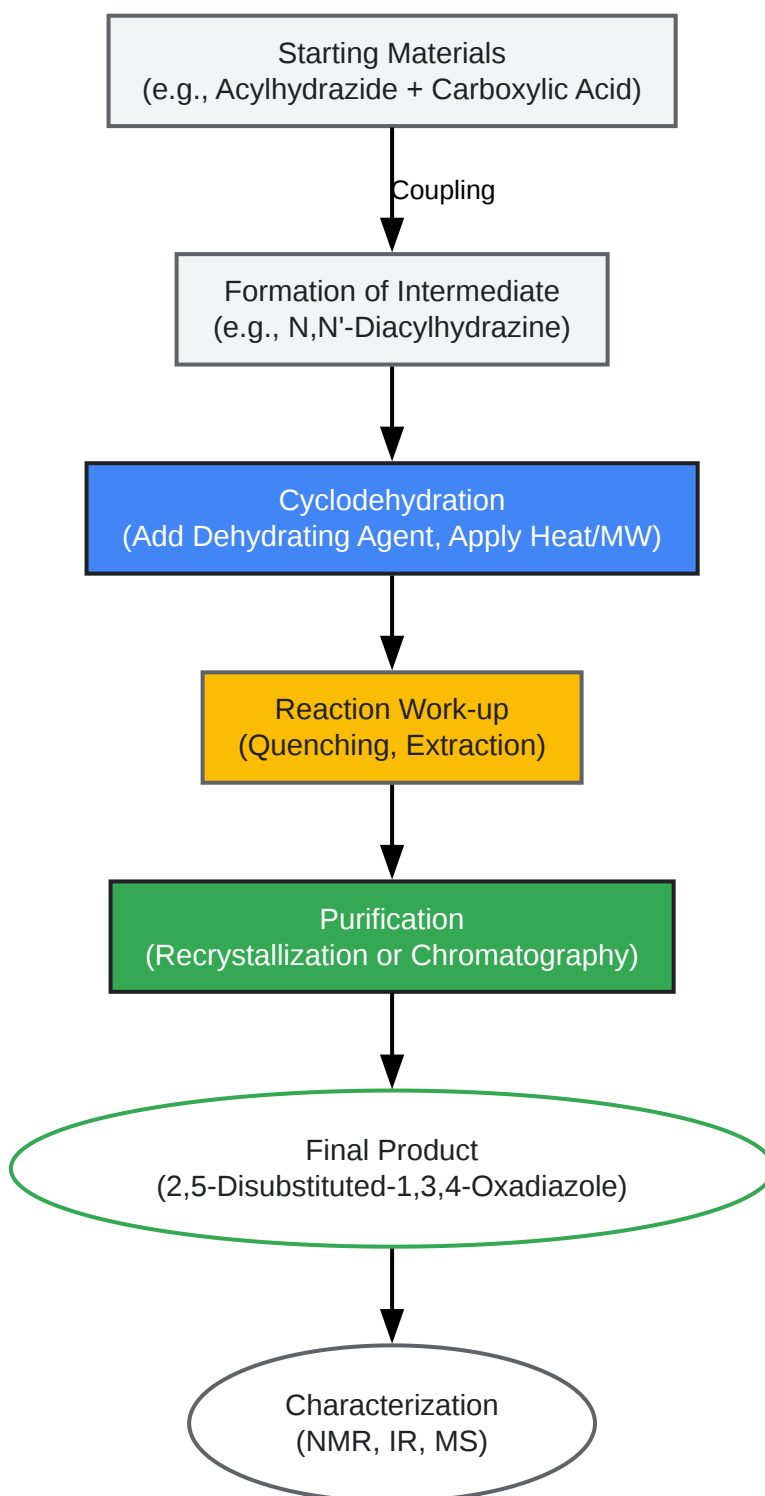 Starting Materials
(e.g., Acylhydrazide + Carboxylic Acid)
Coupling
Formation of Intermediate
(e.g., N,N'-Diacylhydrazine)
Cyclodehydration
(Add Dehydrating Agent, Apply Heat/MW)
Reaction Work-up
(Quenching, Extraction)
Purification
(Recrystallization or Chromatography)
Final Product
(2,5-Disubstituted-1,3,4-Oxadiazole)
Characterization
(NMR, IR, MS)